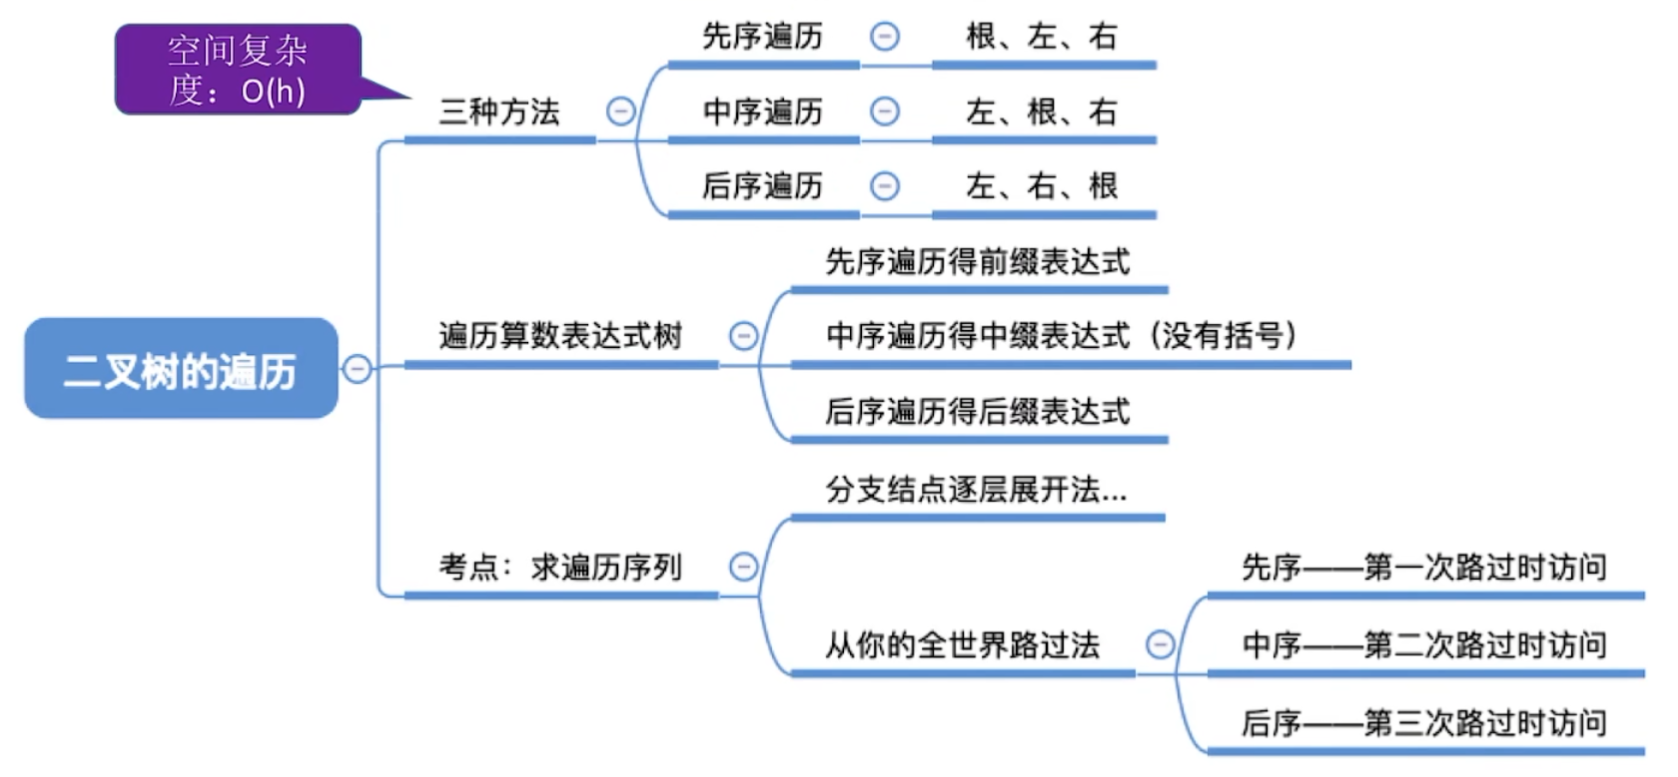 空间复杂
度：O(h)
二叉树的遍历
三种方法
先序遍历
根、左、右
中序遍历
左、根、右
后序遍历
左、右、根
遍历算数表达式树
先序遍历得前缀表达式
中序遍历得中缀表达式（没有括号）
后序遍历得后缀表达式
考点：求遍历序列
分支结点逐层展开法...
从你的全世界路过法
先序——第一次路过时访问
中序——第二次路过时访问
后序——第三次路过时访问